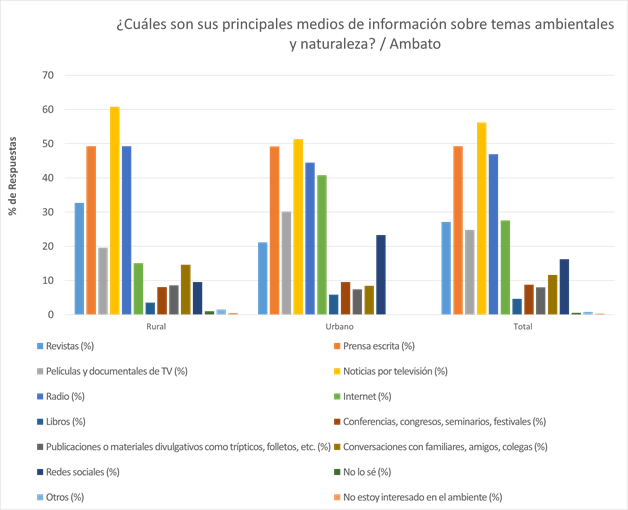 ¿Cuáles son sus principales medios de información sobre temas ambientales
y naturaleza? / Ambato
% de Respuestas
70
60
50
40
30
20
10
0
Rural Urbano Total
Revistas (%) Prensa escrita (%)
Películas y documentales de TV (%) Noticias por televisión (%)
Radio (%) Internet (%)
Libros (%) Conferencias, congresos, seminarios, festivales (%)
Publicaciones o materiales divulgativos como trípticos, folletos, etc. (%) Conversaciones con familiares, amigos, colegas (%)
Redes sociales (%) No lo sé (%)
Otros (%) No estoy interesado en el ambiente (%)